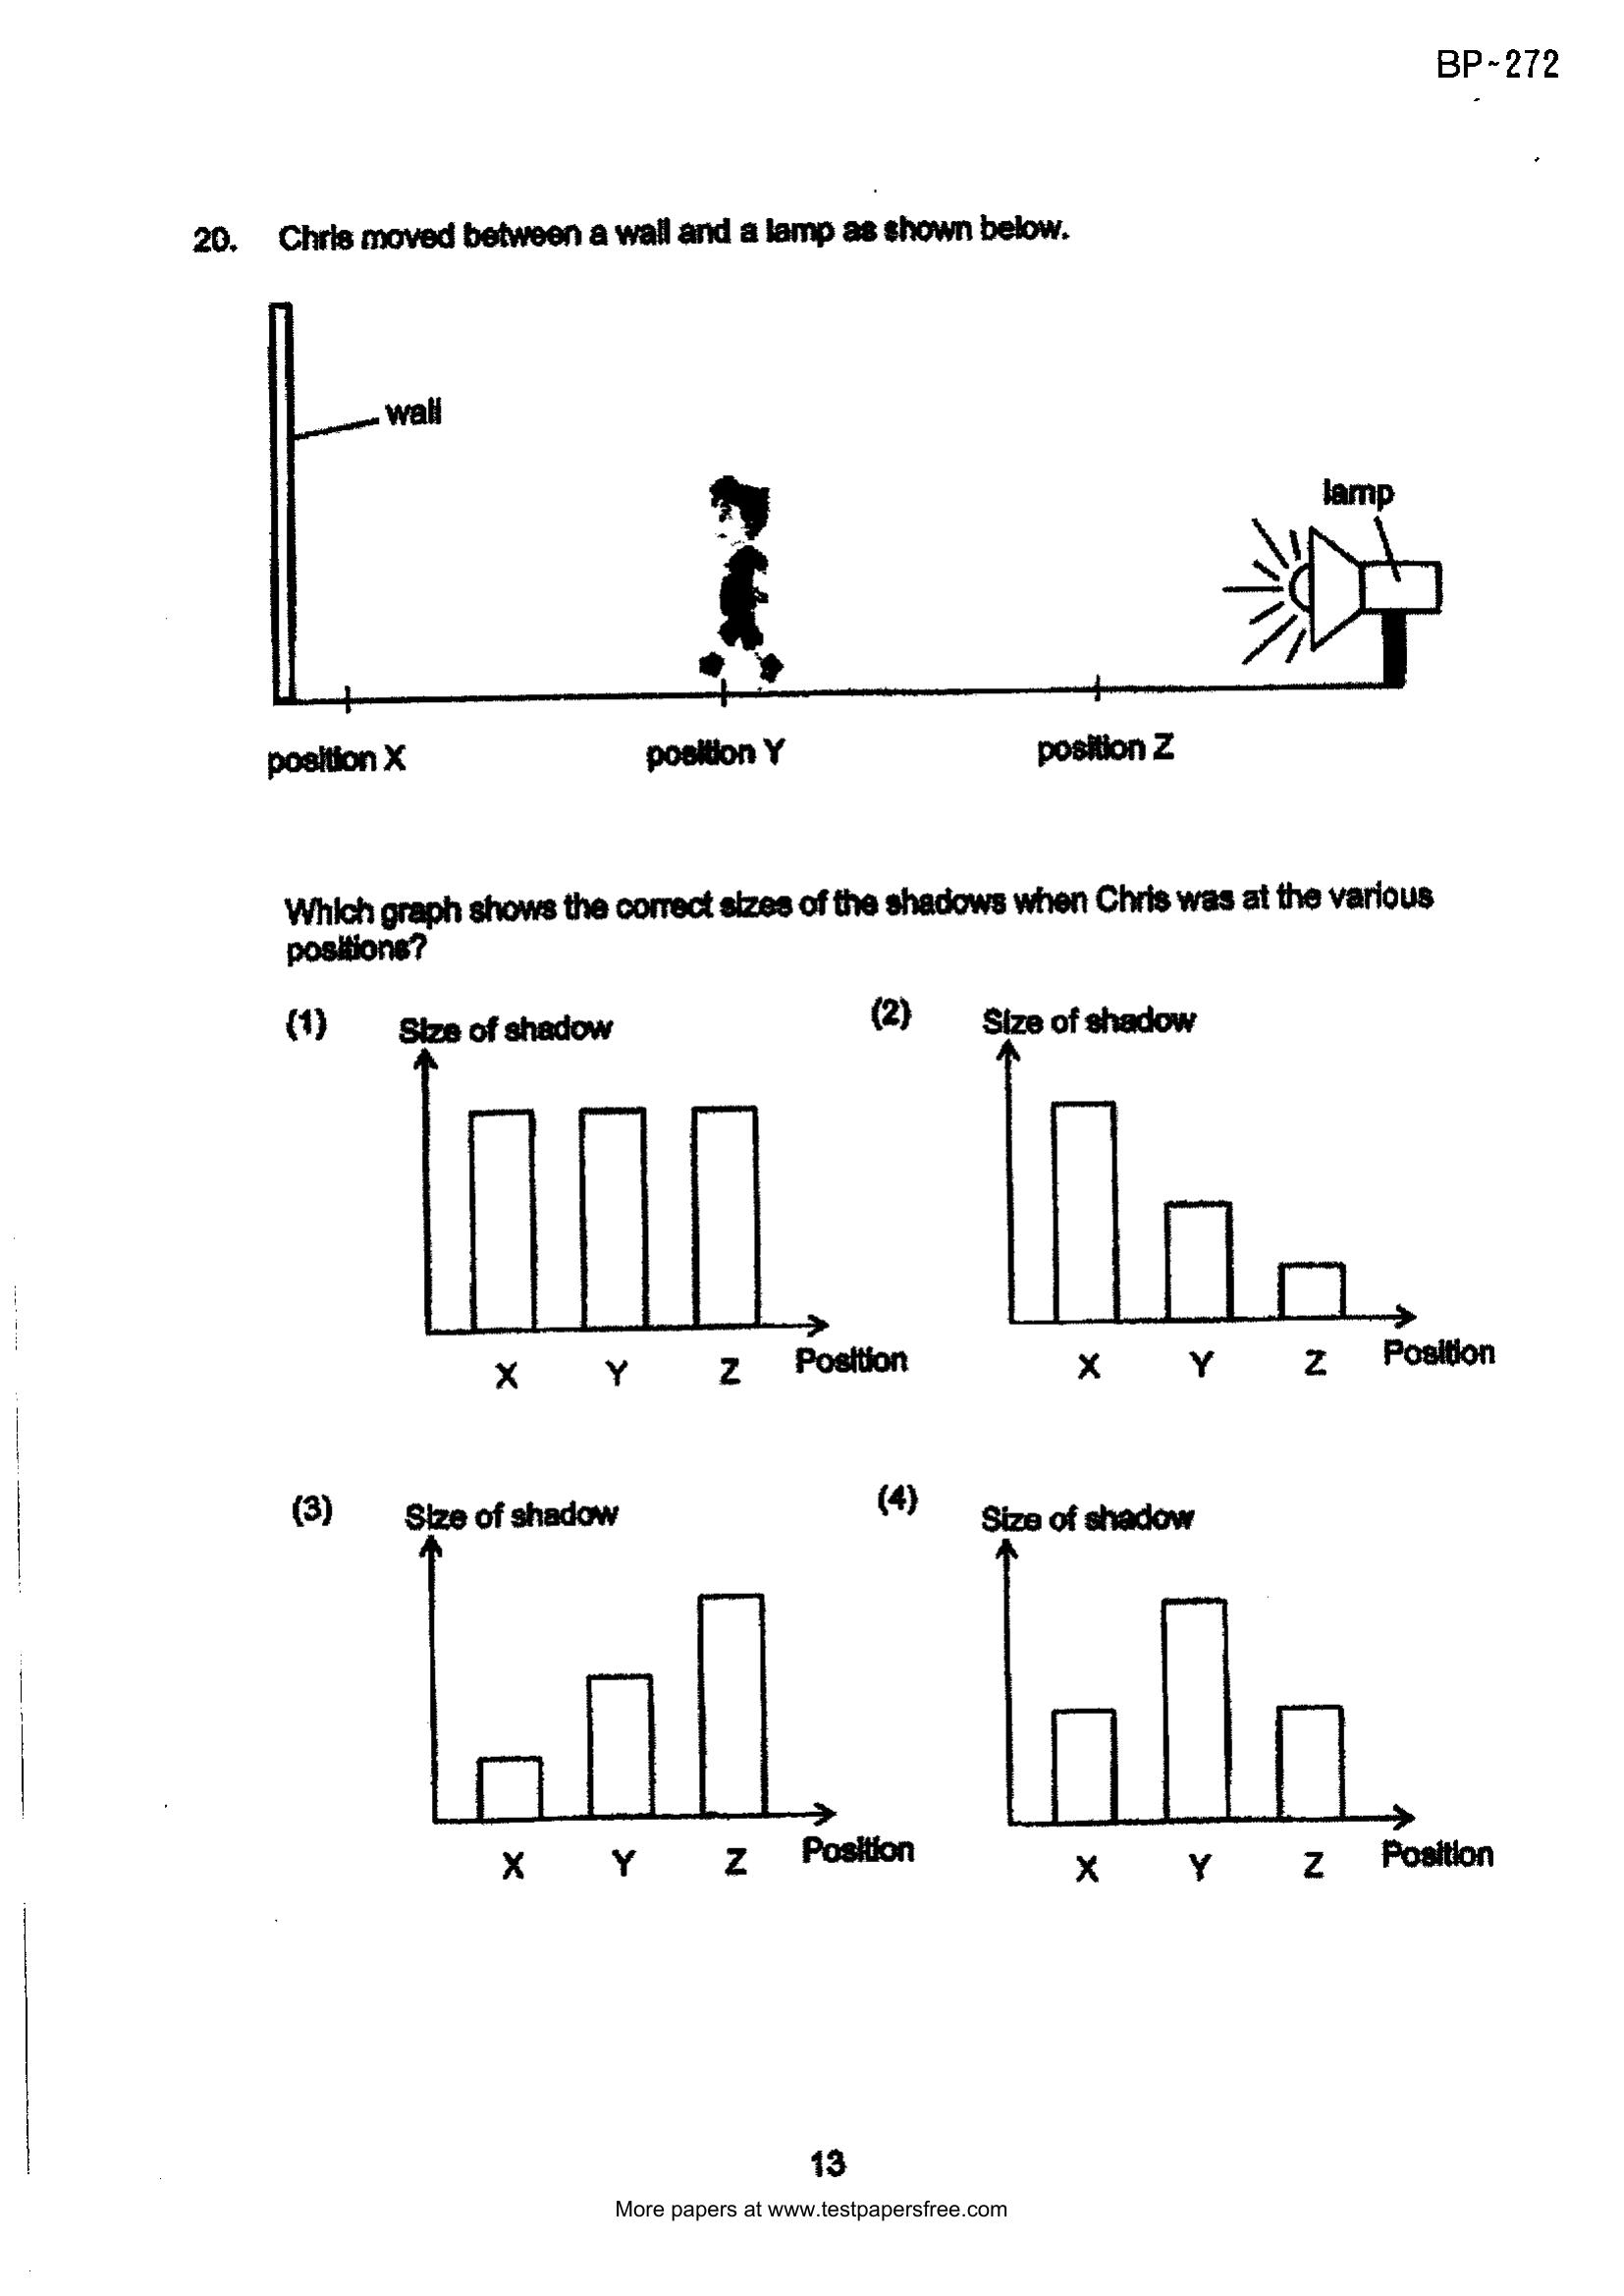 BP~272
20. Chris moved between a wall and a lamp as shown below.
wall
lamp
position X
position Y
position Z
Which graph shows the correct sizes of the shadows when Chris was at the various
positions?
(1)
Size of shadow
X Y Z Position
(2)
Size of shadow
X Y Z Position
(3)
Size of shadow
X Y Z Position
(4)
Size of shadow
X Y Z Position
13
More papers at www.testpapersfree.com